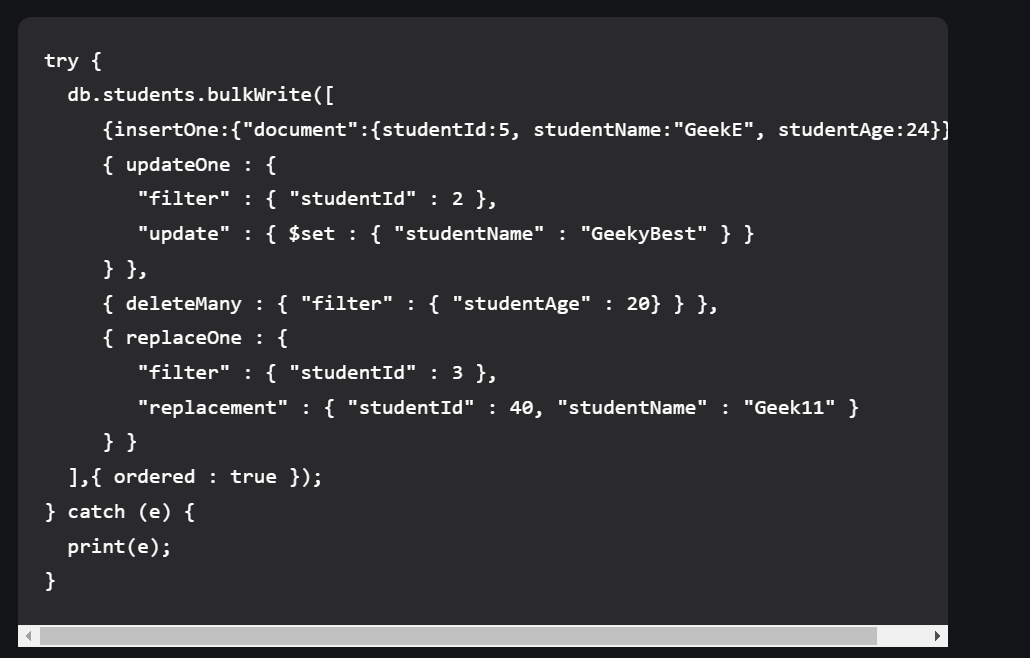 try {
db.students.bulkWrite([
{insertOne:{"document":{studentId:5, studentName:"GeekE", studentAge:24}}
{ updateOne : {
"filter" : { "studentId" : 2 },
"update" : { $set : { "studentName" : "GeekyBest" } }
} },
{ deleteMany : { "filter" : { "studentAge" : 20} } },
{ replaceOne : {
"filter" : { "studentId" : 3 },
"replacement" : { "studentId" : 40, "studentName" : "Geek11" }
} }
],{ ordered : true });
} catch (e) {
print(e);
}